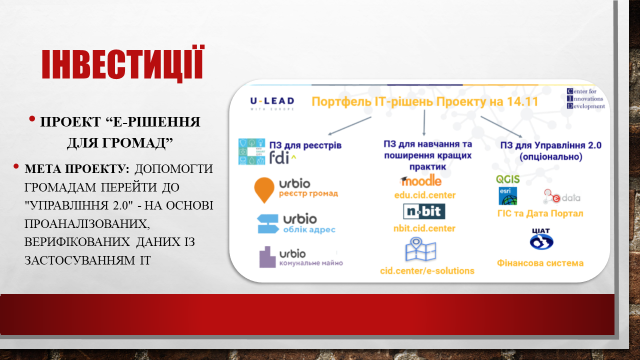 ІНВЕСТИЦІЇ
• ПРОЕКТ “Е-РІШЕННЯ
ДЛЯ ГРОМАД”
• МЕТА ПРОЕКТУ: ДОПОМОГТИ
ГРОМАДАМ ПЕРЕЙТИ ДО
"УПРАВЛІННЯ 2.0" - НА ОСНОВІ
ПРОАНАЛІЗОВАНИХ,
ВЕРИФІКОВАНИХ ДАНИХ ІЗ
ЗАСТОСУВАННЯМ ІТ
U-LEAD
Портфель ІТ-рішень Проекту на 14.11
Center for
Innovations
Development
ПЗ для реєстрів
fdi
urbio
реєстр громад
urbio
облік адрес
urbio
комунальне майно
ПЗ для навчання та
поширення кращих
практик
moodle
edu.cid.center
n-bit
nbit.cid.center
cid.center/e-solutions
ПЗ для Управління 2.0
(опціонально)
QGIS
esri
e data
ГІС та Дата Портал
ЦІАТ
Фінансова система